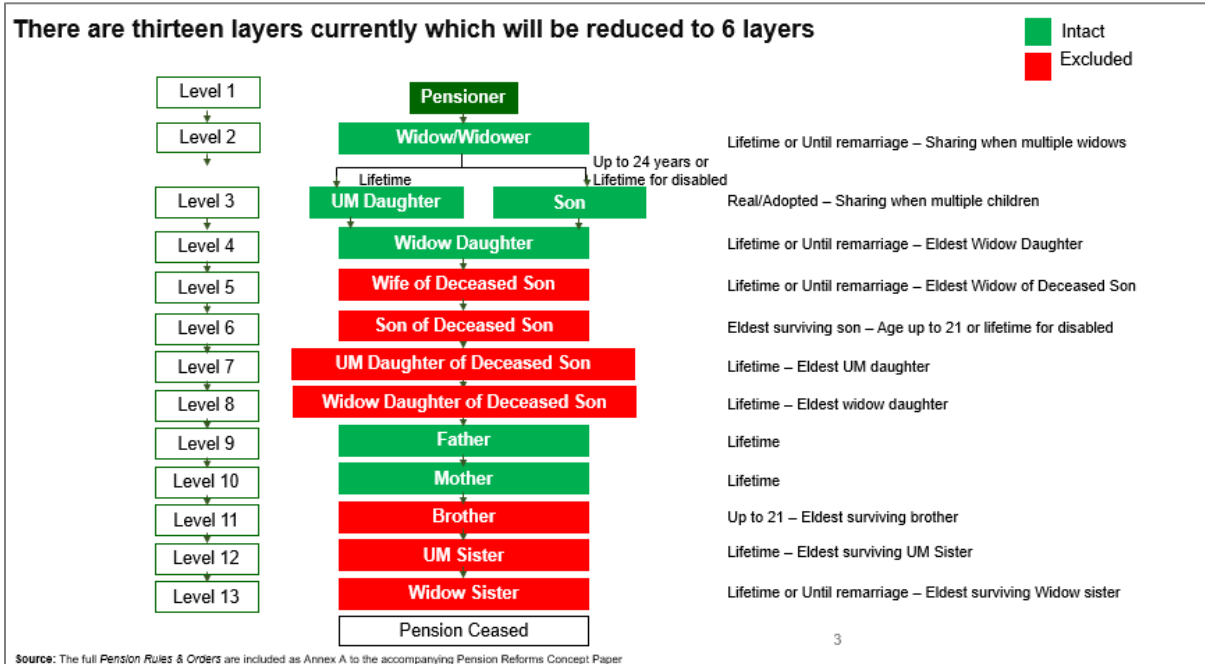 There are thirteen layers currently which will be reduced to 6 layers
Intact
Excluded
Level 1
Pensioner
Level 2
Widow/Widower
Lifetime or Until remarriage – Sharing when multiple widows
Lifetime
Up to 24 years or
Lifetime for disabled
Level 3
UM Daughter
Son
Real/Adopted – Sharing when multiple children
Level 4
Widow Daughter
Lifetime or Until remarriage – Eldest Widow Daughter
Level 5
Wife of Deceased Son
Lifetime or Until remarriage – Eldest Widow of Deceased Son
Level 6
Son of Deceased Son
Eldest surviving son – Age up to 21 or lifetime for disabled
Level 7
UM Daughter of Deceased Son
Lifetime – Eldest UM daughter
Level 8
Widow Daughter of Deceased Son
Lifetime – Eldest widow daughter
Level 9
Father
Lifetime
Level 10
Mother
Lifetime
Level 11
Brother
Up to 21 – Eldest surviving brother
Level 12
UM Sister
Lifetime – Eldest surviving UM Sister
Level 13
Widow Sister
Lifetime or Until remarriage – Eldest surviving Widow sister
Pension Ceased
3
Source: The full Pension Rules & Orders are included as Annex A to the accompanying Pension Reforms Concept Paper